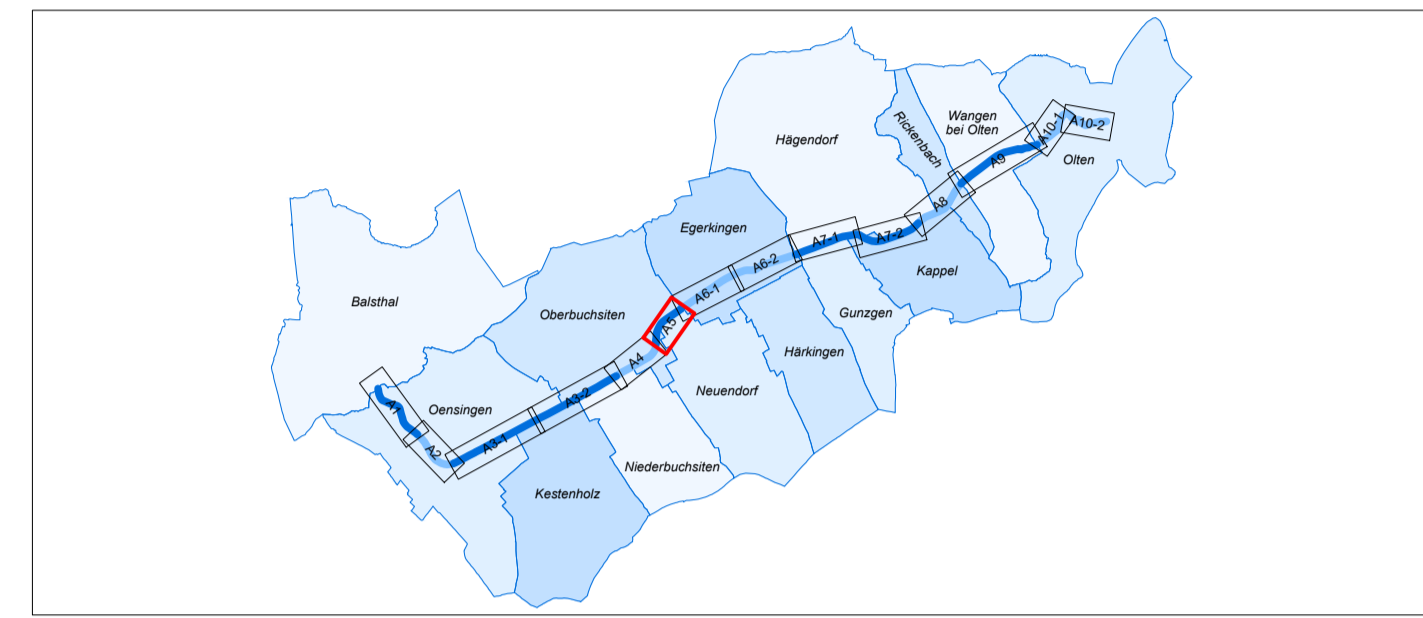 Wangen
bei Olten
Rickenbach
Hägendorf
A10-1
A10-2
Olten
A9
A8
Egerkingen
A7-1
A7-2
A6-2
Kappel
A6-1
Balsthal
Oberbuchsiten
A5
Gunzgen
Härkingen
A4
Neuendorf
A3-2
A1
Oensingen
A3-1
A2
Niederbuchsiten
Kestenholz